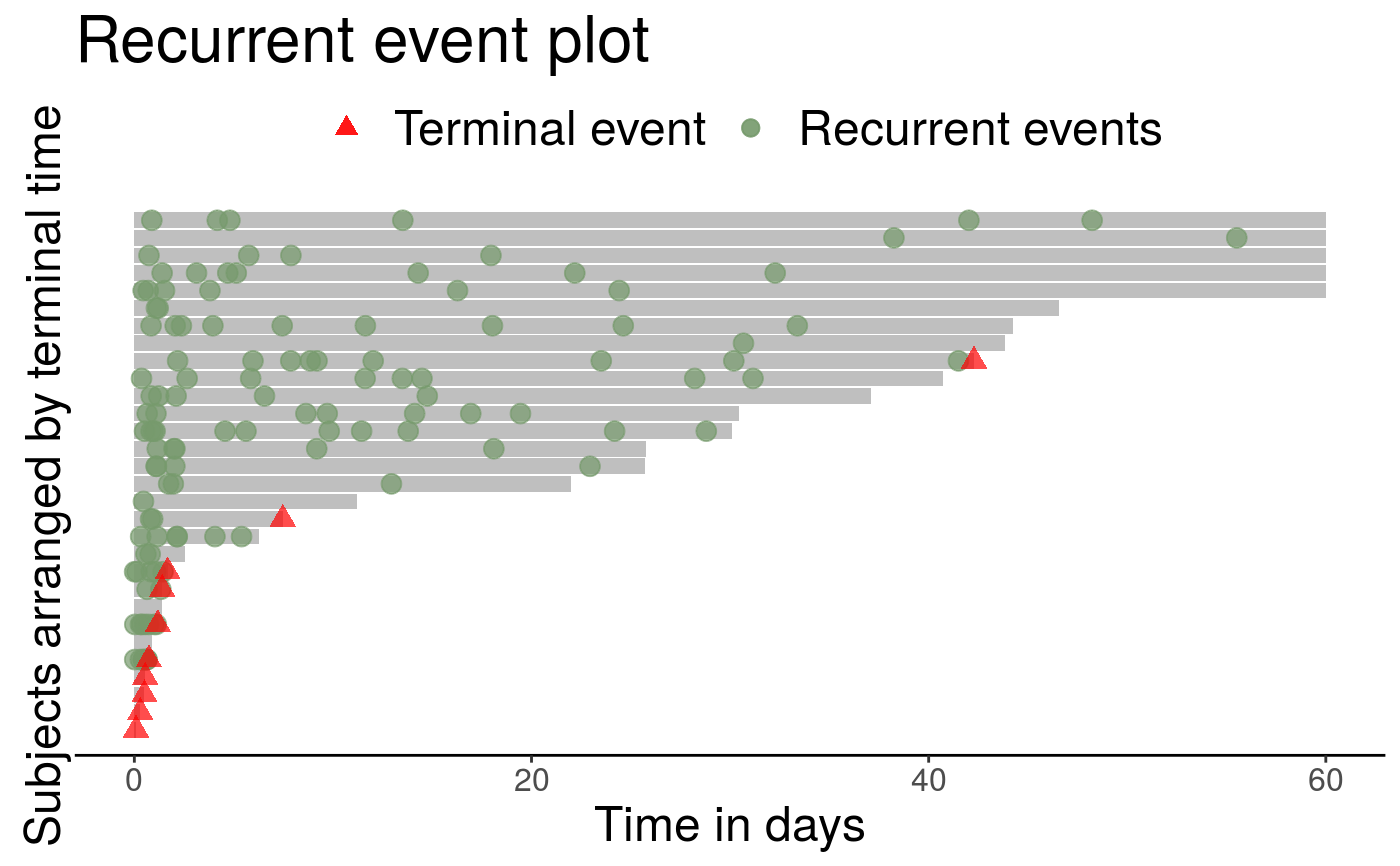 Recurrent event plot
Terminal event Recurrent events
Subjects arranged by terminal time
0 20 40 60
Time in days